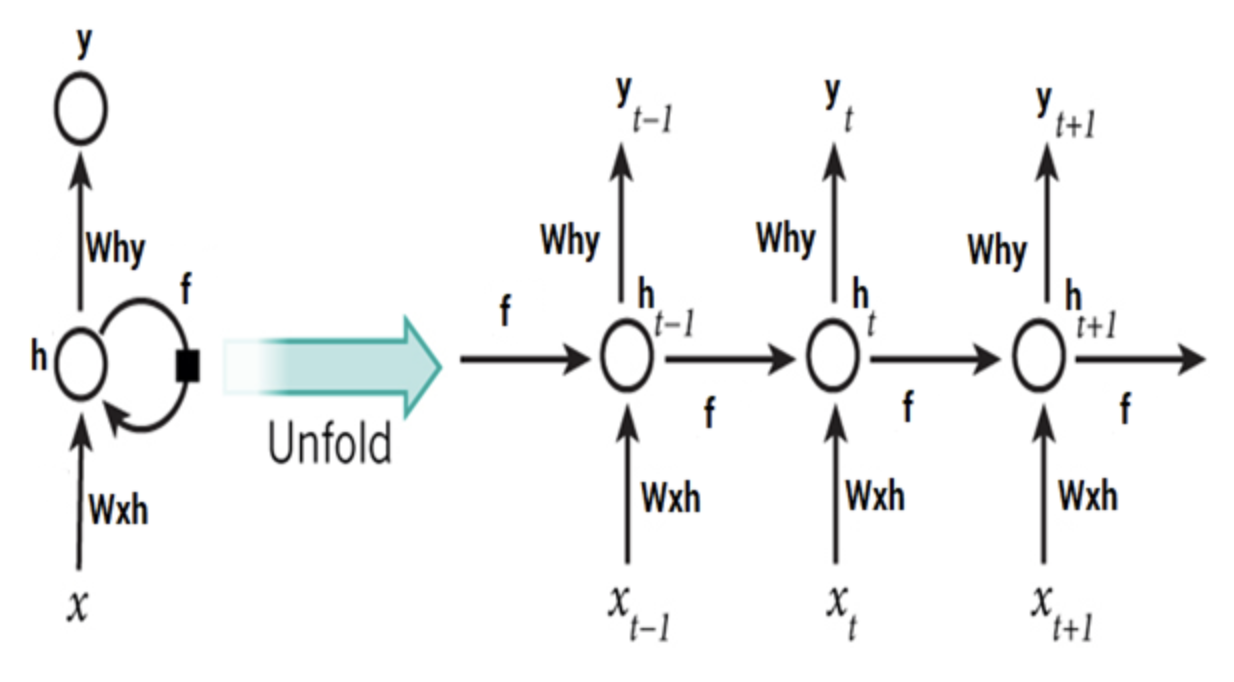 y
Why
f
h
Wxh
x
Unfold
y t-1
y t
y t+1
Why
Why
Why
f
h t-1
h t
h t+1
f
f
f
Wxh
Wxh
Wxh
x t-1
x t
x t+1